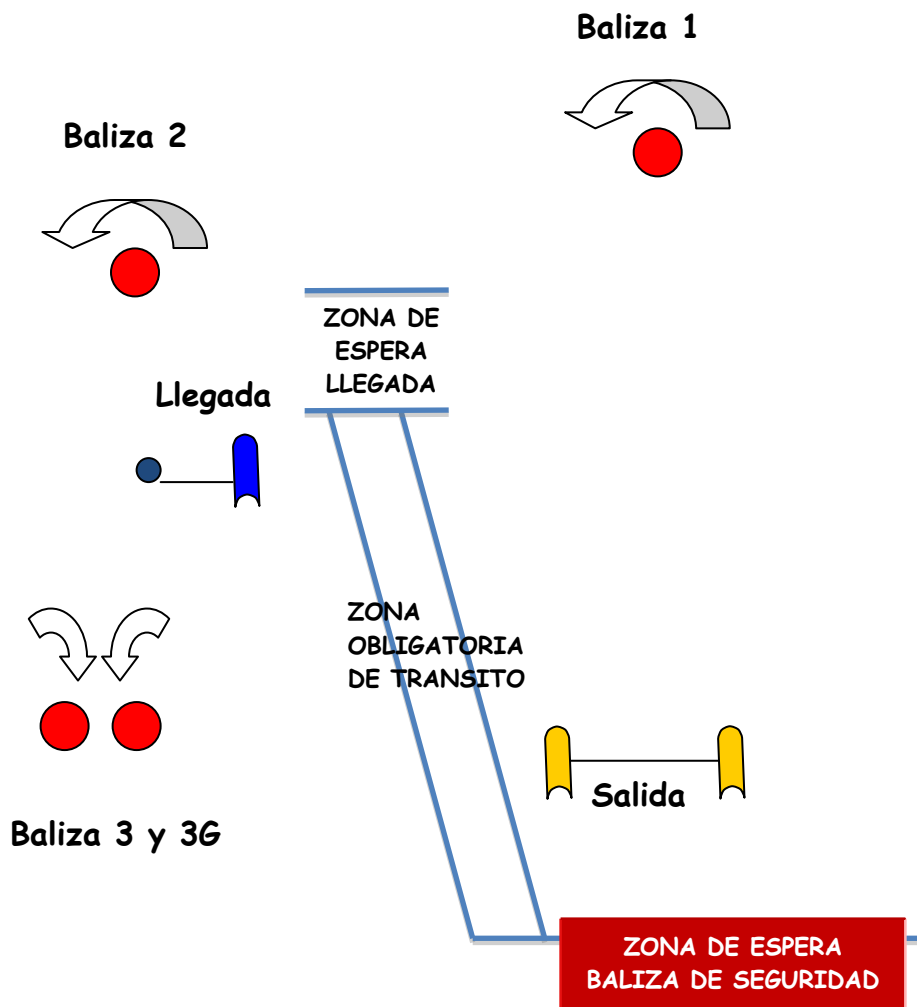 Baliza 1
Baliza 2
ZONA DE
ESPERA
LLEGADA
Llegada
ZONA
OBLIGATORIA
DE TRANSITO
Salida
Baliza 3 y 3G
ZONA DE ESPERA
BALIZA DE SEGURIDAD